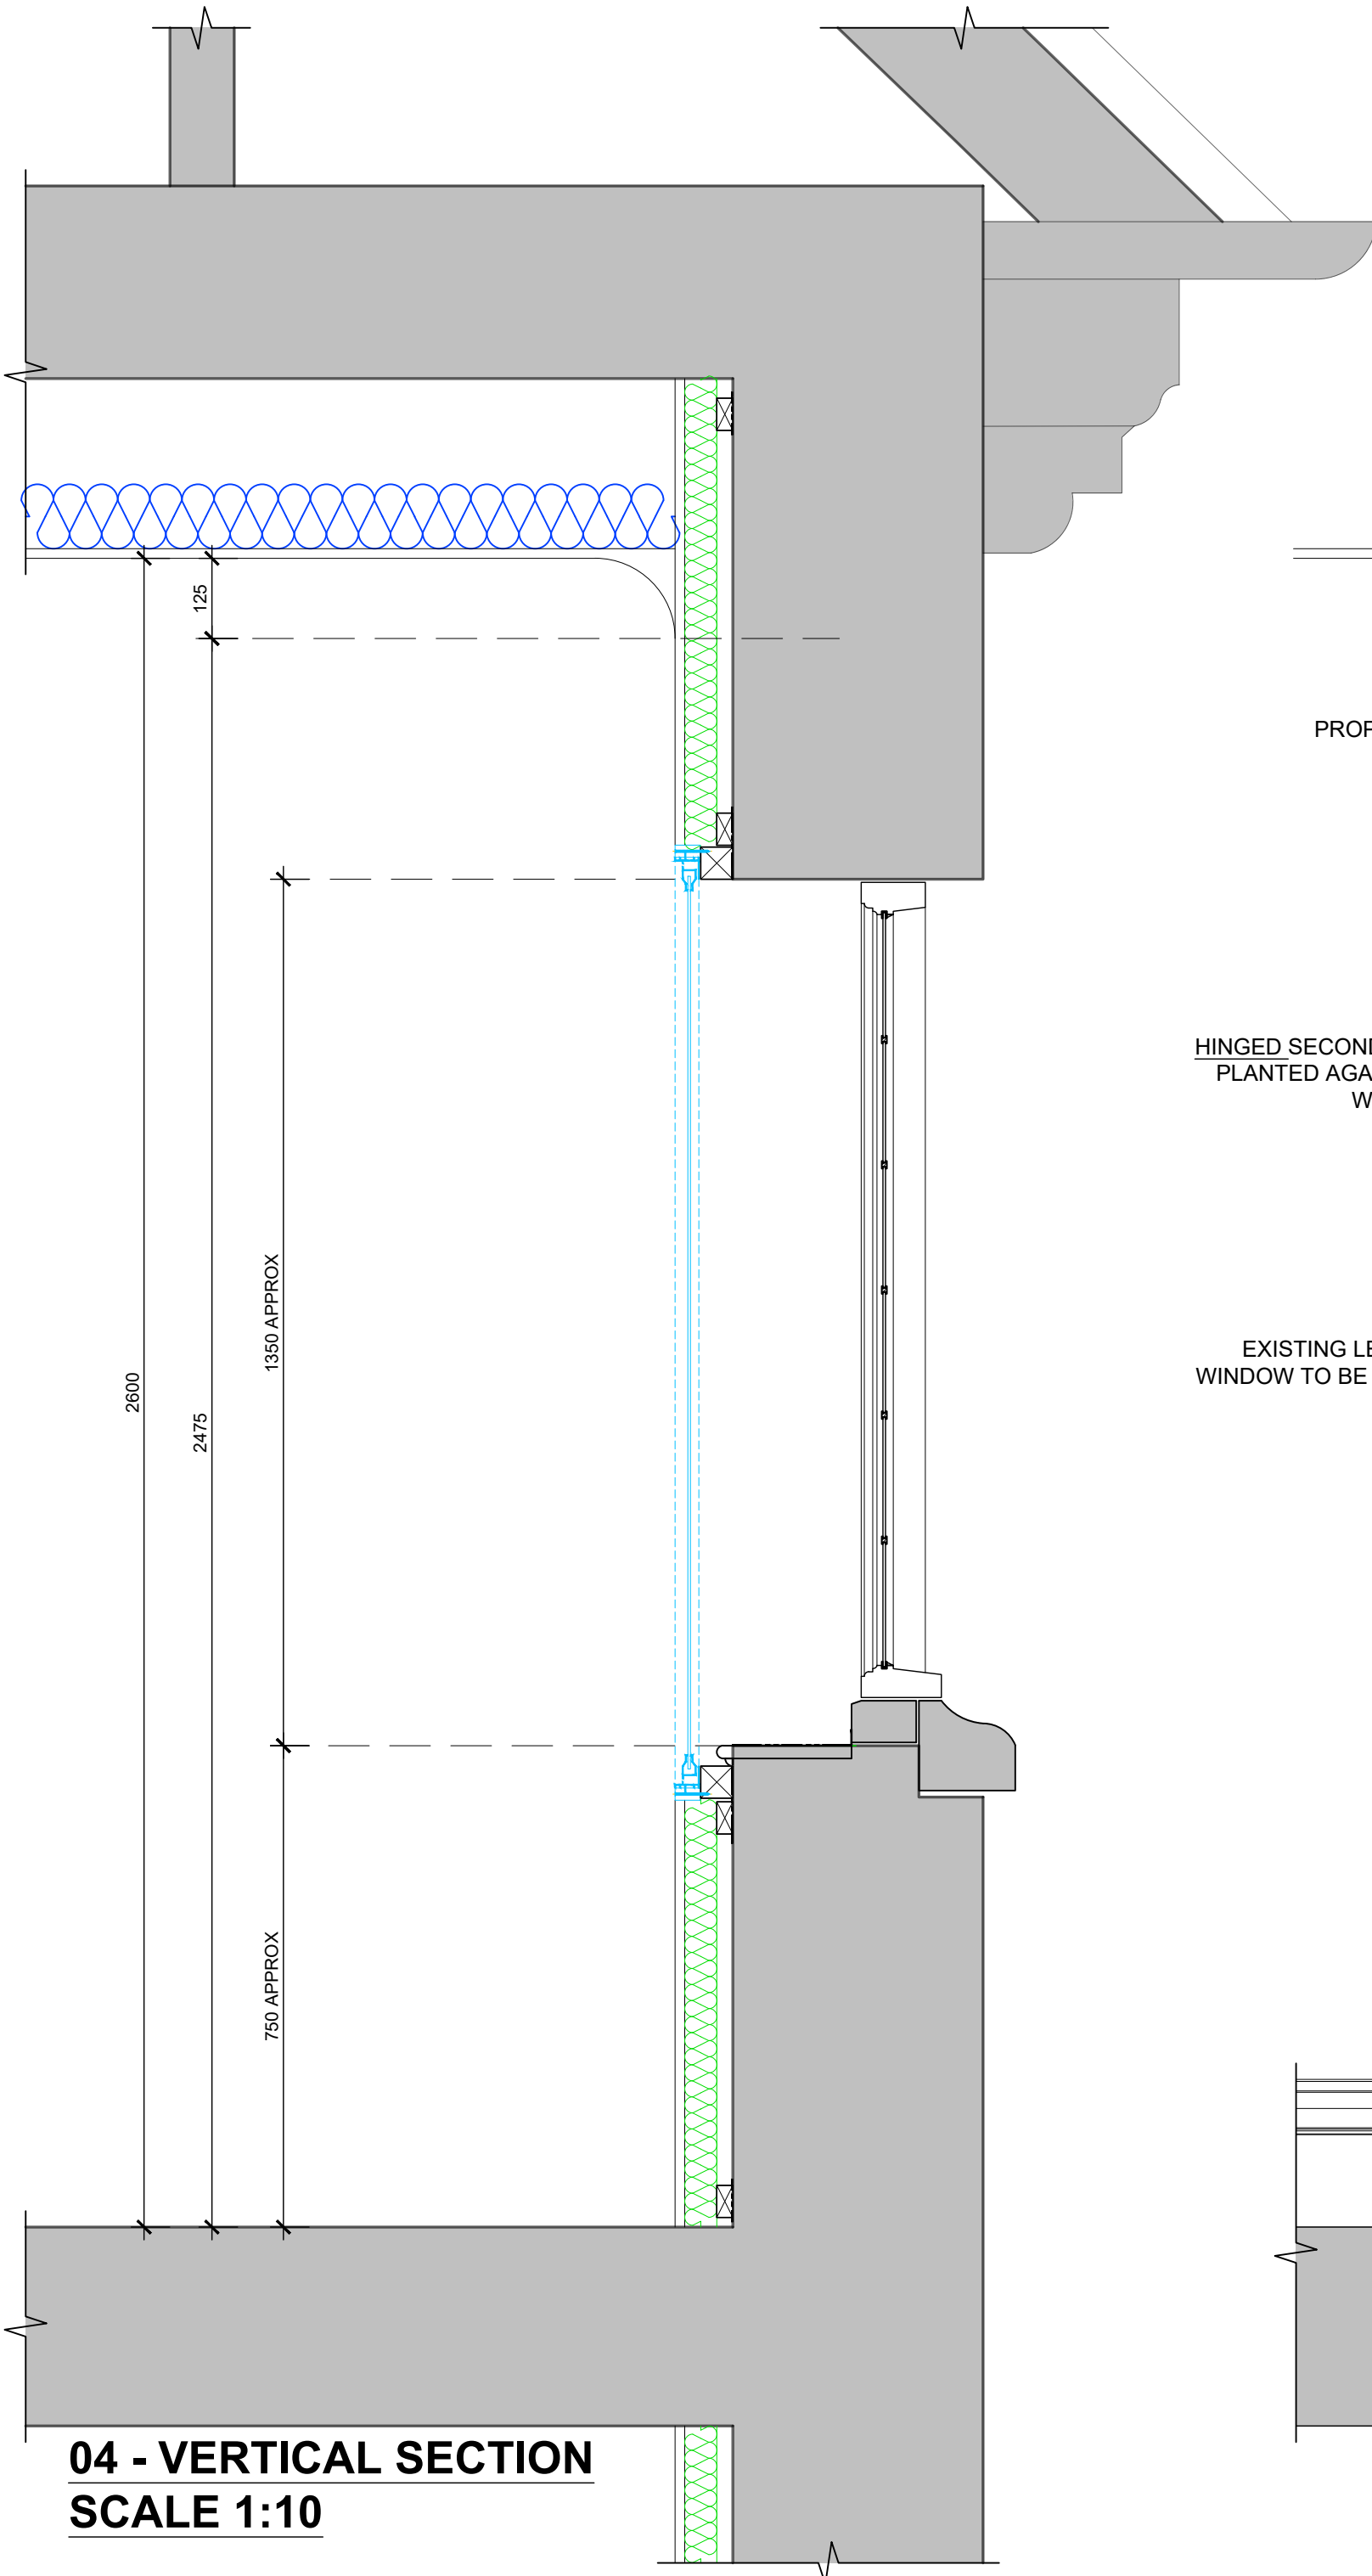 125
PROP
HINGED SECOND
PLANTED AGA
W
1350 APPROX
EXISTING LE
WINDOW TO BE
2600
2475
750 APPROX
04 - VERTICAL SECTION
SCALE 1:10